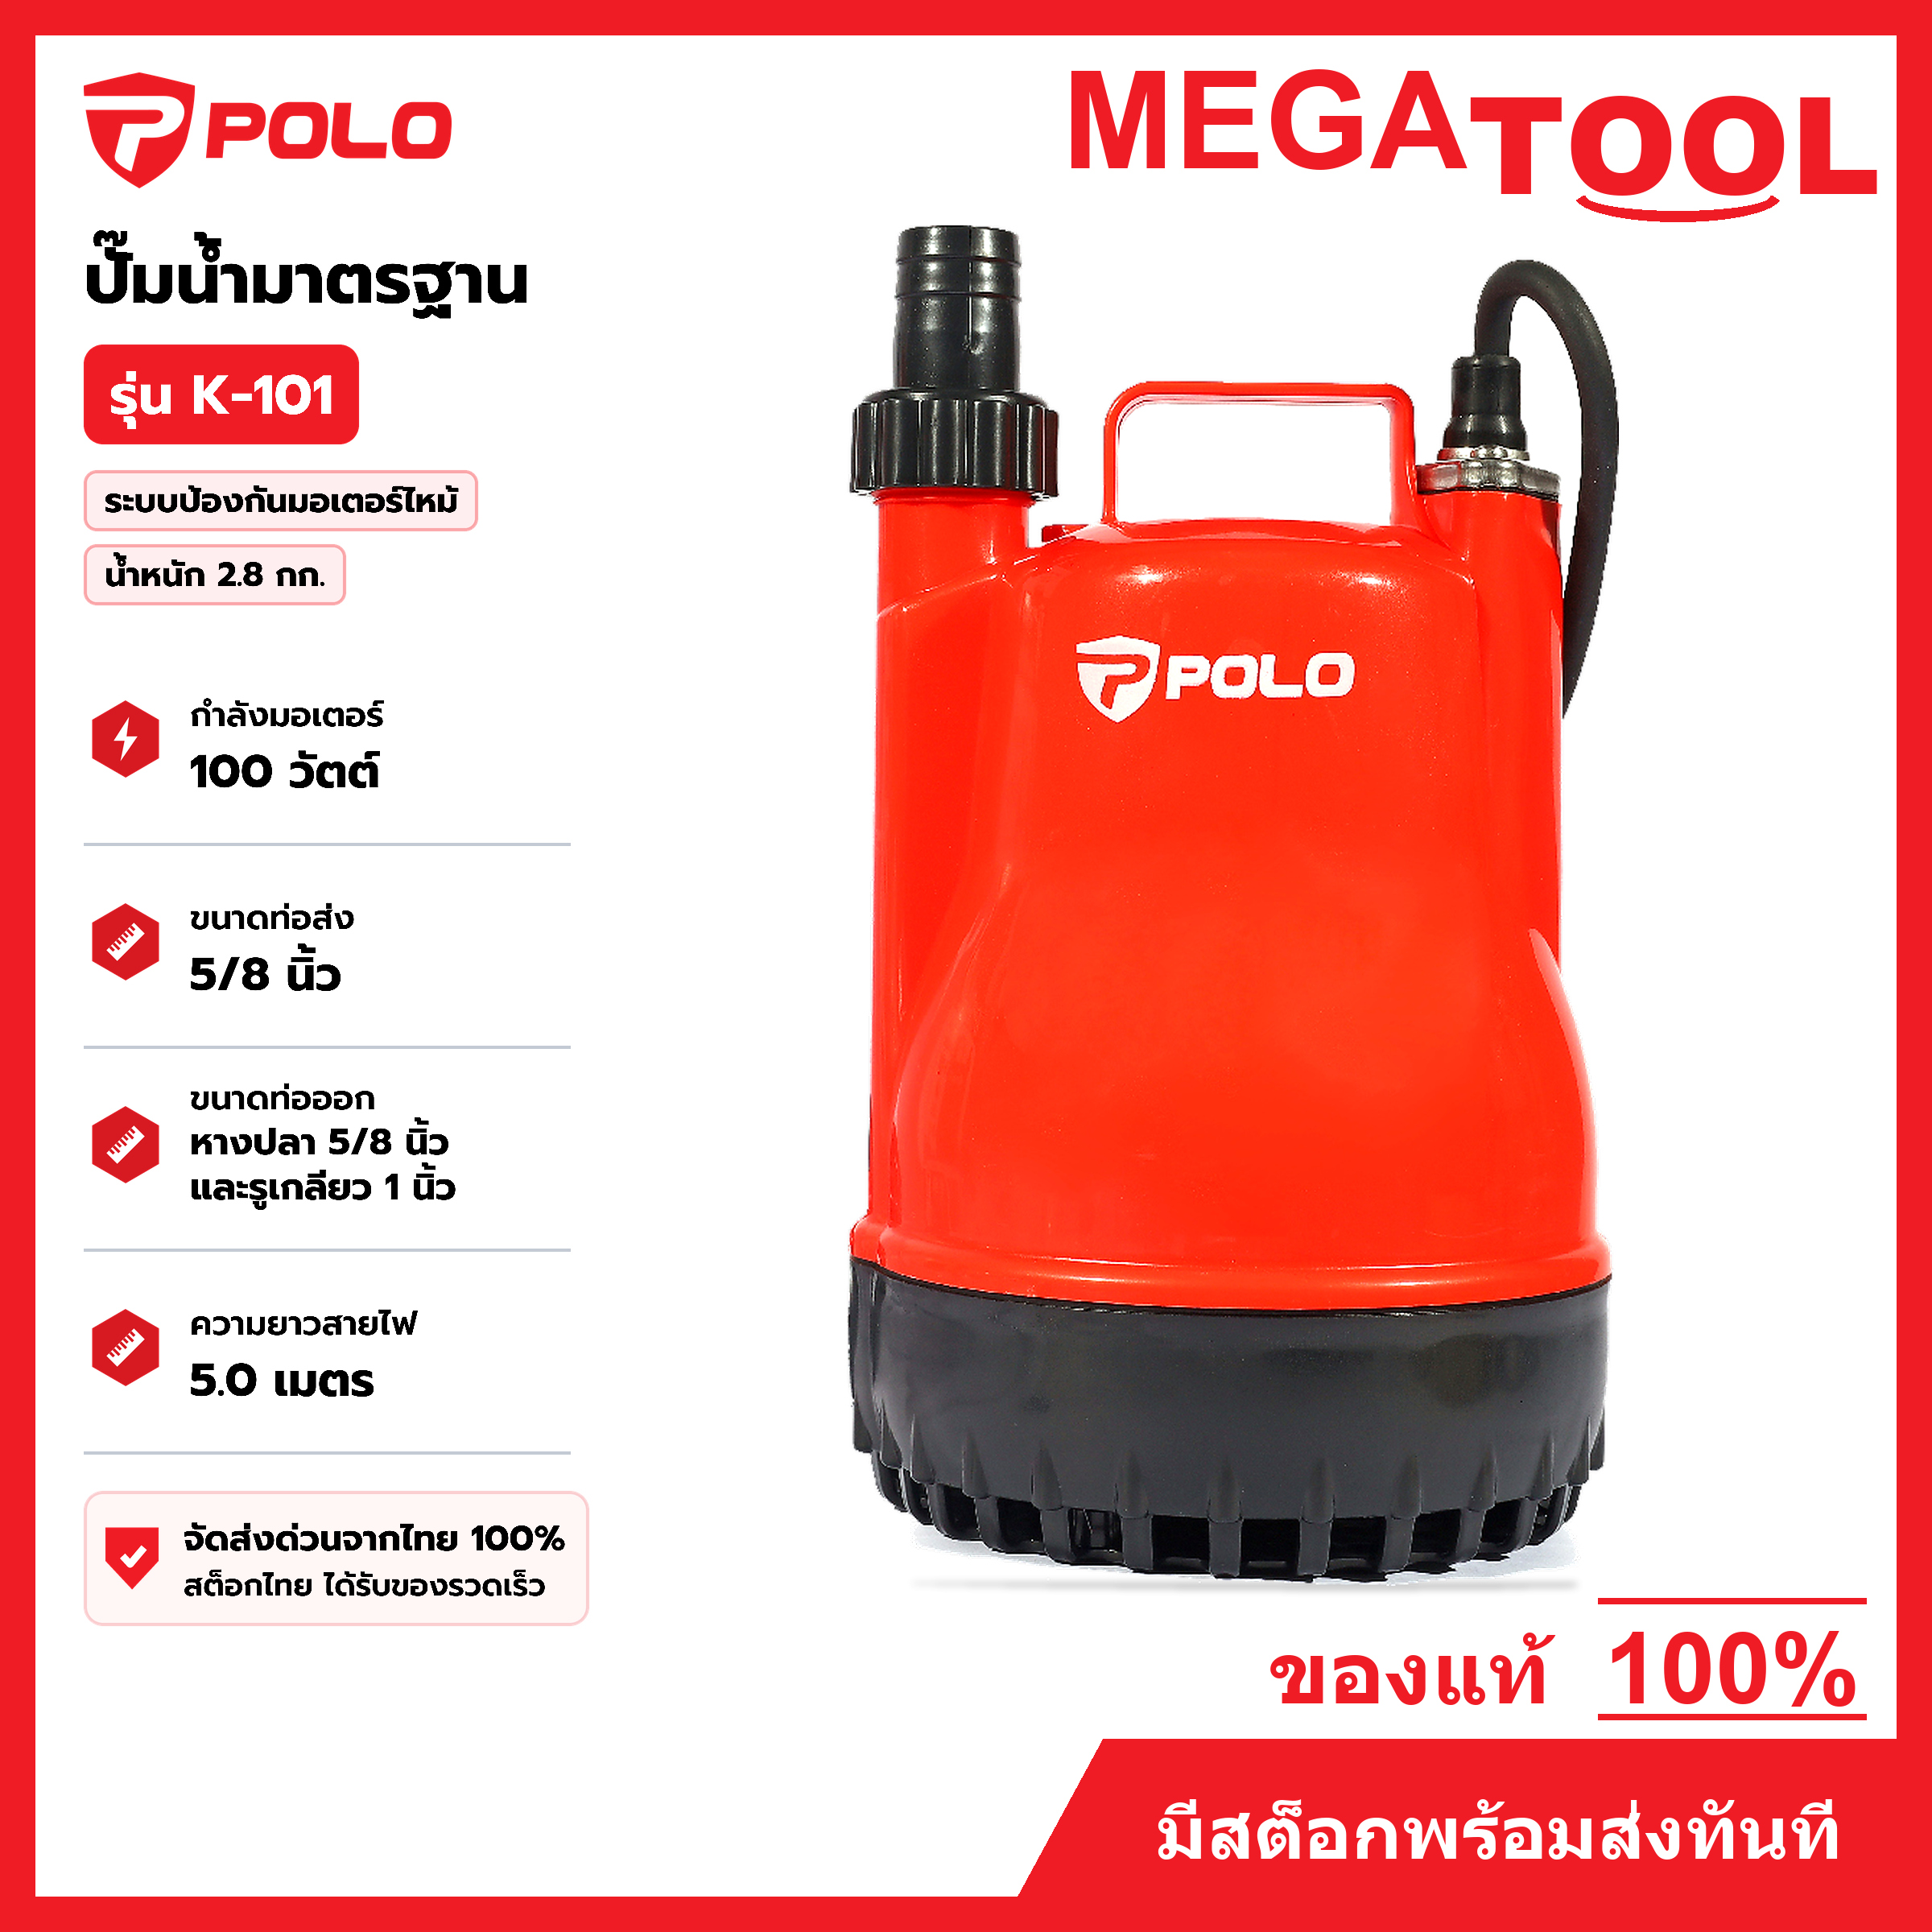 POLO
MEGATOOL
ปั๊มน้ำมาตรฐาน
รุ่น K-101
ระบบป้องกันมอเตอร์ไหม้
น้ำหนัก 2.8 กก.
กำลังมอเตอร์
100 วัตต์
ขนาดท่อส่ง
5/8 นิ้ว
ขนาดท่อออก
หางปลา 5/8 นิ้ว
และรูเกลียว 1 นิ้ว
ความยาวสายไฟ
5.0 เมตร
จัดส่งด่วนจากไทย 100%
สต็อกไทย ได้รับของรวดเร็ว
POLO
ของแท้ 100%
มีสต็อกพร้อมส่งทันที